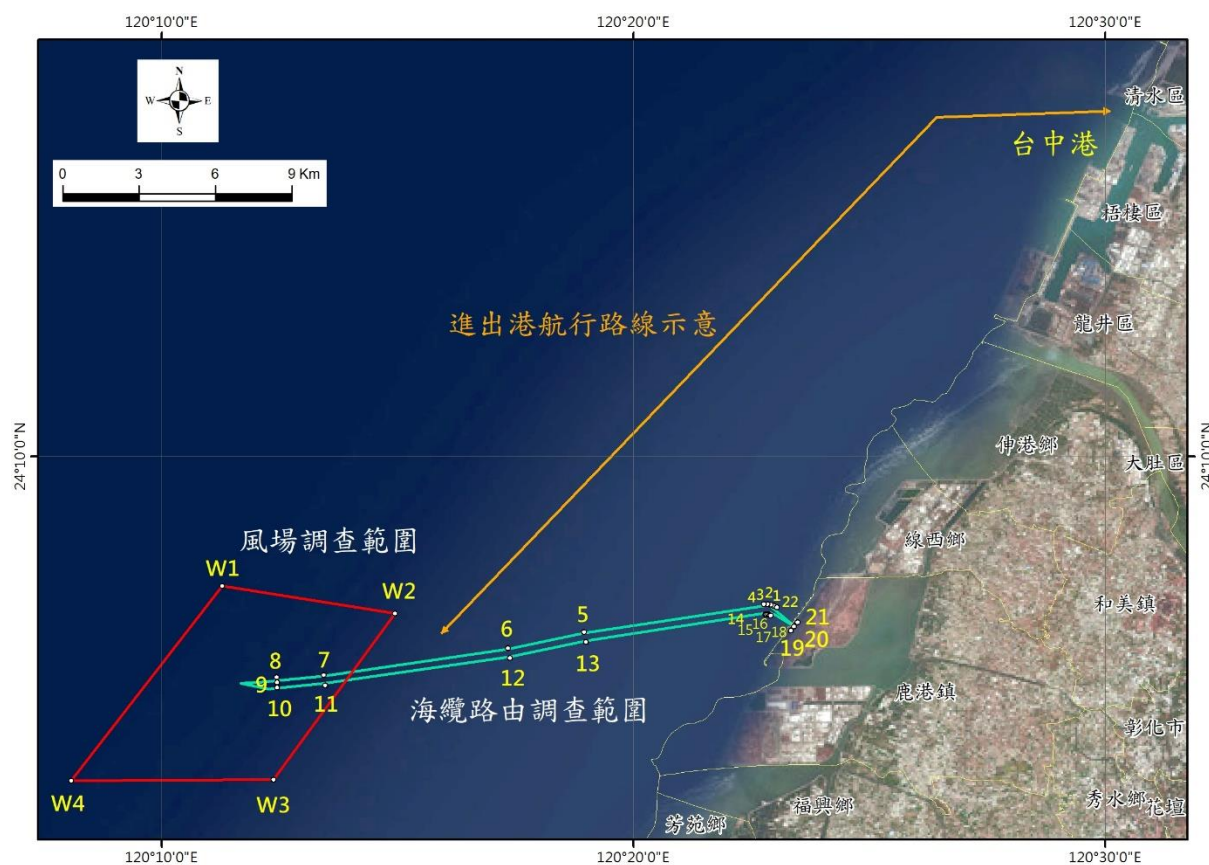 120°10'0"E
120°20'0"E
120°30'0"E
N
W
E
S
0
3
6
9 Km
清水區
台中港
梧棲區
進出港航行路線示意
龍井區
24°10'0"N
24°10'0"N
伸港鄉
大肚區
風場調查範圍
線西鄉
W1
W2
4
3
2
1
22
和美鎮
5
14
15
16
17
18
21
20
19
6
13
12
7
8
9
10
11
海纜路由調查範圍
鹿港鎮
彰化市
W4
W3
福興鄉
秀水鄉
花壇
芳苑鄉
120°10'0"E
120°20'0"E
120°30'0"E